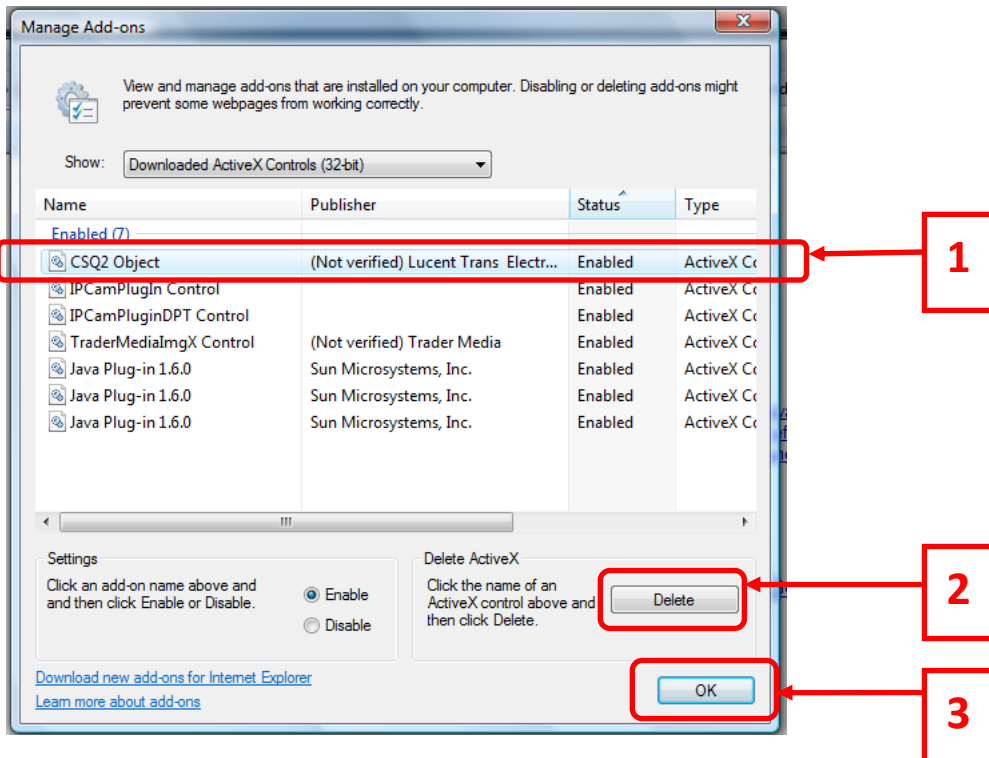 Manage Add-ons
View and manage add-ons that are installed on your computer. Disabling or deleting add-ons might
prevent some webpages from working correctly.
Show: Downloaded ActiveX Controls (32-bit)
Name Publisher Status Type
Enabled (7)
CSQ2 Object (Not verified) Lucent Trans Electr... Enabled ActiveX Co
1
IPCamPlugIn Control Enabled ActiveX Co
IPCamPluginDPT Control Enabled ActiveX Co
TraderMediaImgX Control (Not verified) Trader Media Enabled ActiveX Co
Java Plug-in 1.6.0 Sun Microsystems, Inc. Enabled ActiveX Co
Java Plug-in 1.6.0 Sun Microsystems, Inc. Enabled ActiveX Co
Java Plug-in 1.6.0 Sun Microsystems, Inc. Enabled ActiveX Co
Settings
Click an add-on name above and
and then click Enable or Disable.
Enable
Disable
Delete ActiveX
Click the name of an
ActiveX control above and
then click Delete.
Delete
2
Download new add-ons for Internet Explorer
Learn more about add-ons
OK
3